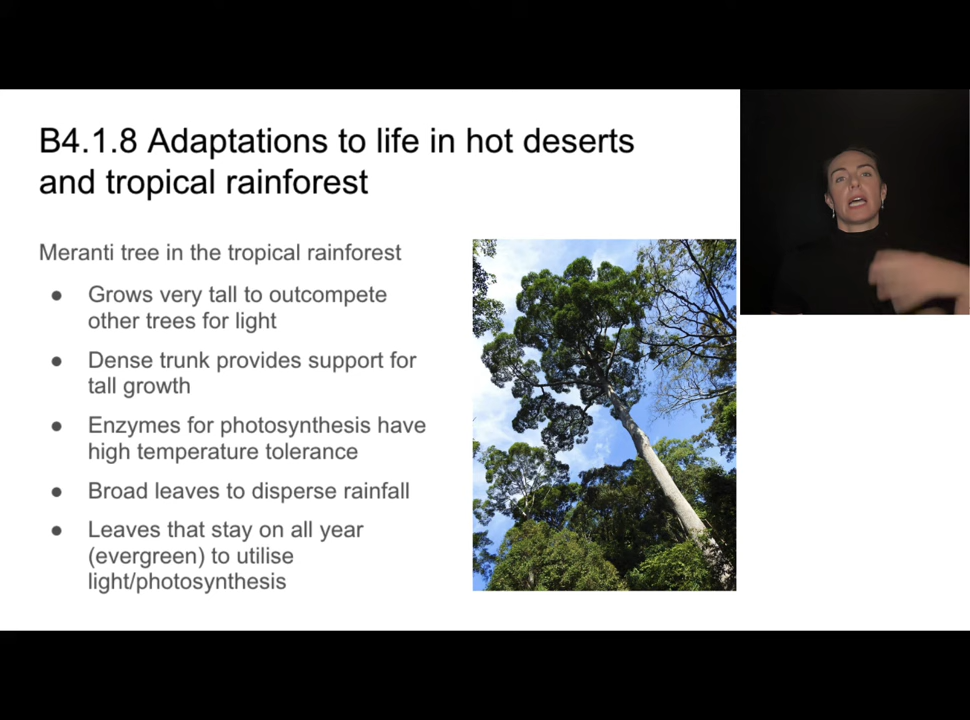 B4.1.8 Adaptations to life in hot deserts
and tropical rainforest
Meranti tree in the tropical rainforest
● Grows very tall to outcompete
other trees for light
● Dense trunk provides support for
tall growth
● Enzymes for photosynthesis have
high temperature tolerance
● Broad leaves to disperse rainfall
● Leaves that stay on all year
(evergreen) to utilise
light/photosynthesis